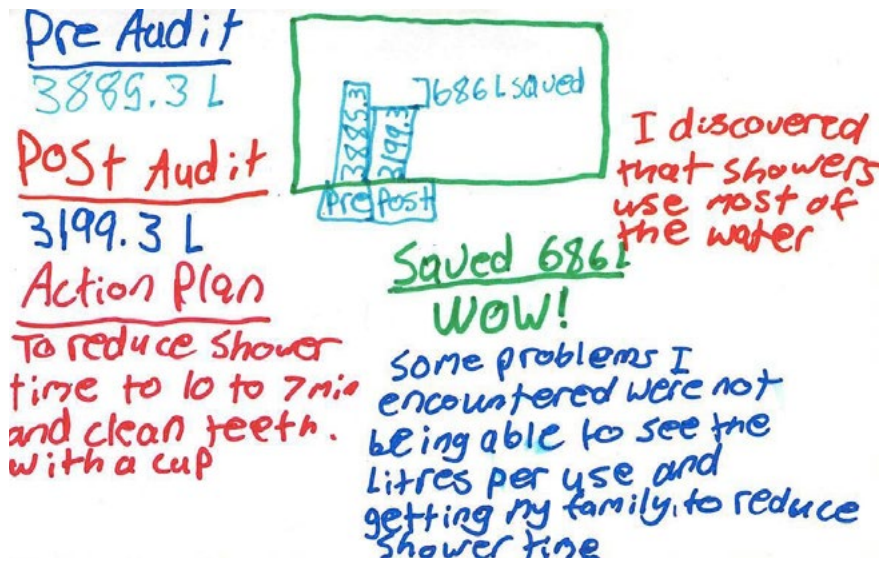 Pre Audit
3885.3 L
Post Audit
3199.3 L
Action Plan
To reduce shower
time to 10 to 7 min
and clean teeth.
with a cup
3885.3
3199.3
686 L saved
Pre
Post
Saved 686L
WOW!
I discovered
that showers
use most of
the water
Some problems I
encountered were not
being able to see the
Litres per use and
getting my family, to reduce
shower time